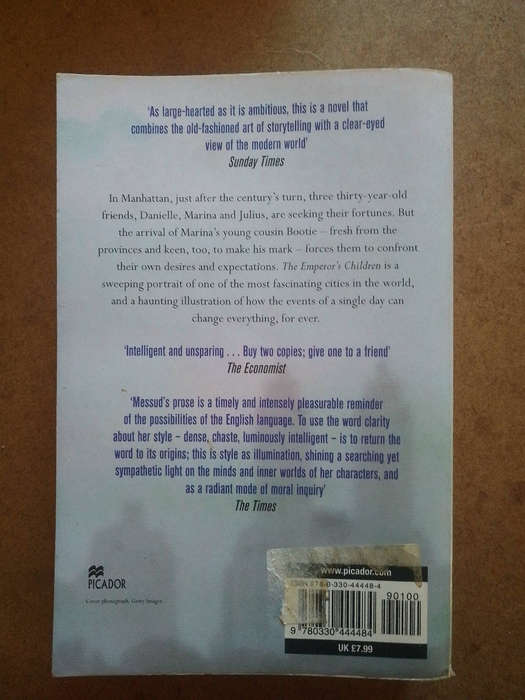 'As large-hearted as it is ambitious, this is a novel that
combines the old-fashioned art of storytelling with a clear-eyed
view of the modern world'
Sunday Times
In Manhattan, just after the century's turn, three thirty-year-old
friends, Danielle, Marina and Julius, are seeking their fortunes. But
the arrival of Marina's young cousin Bootie – fresh from the
provinces and keen, too, to make his mark – forces them to confront
their own desires and expectations. The Emperor's Children is a
sweeping portrait of one of the most fascinating cities in the world,
and a haunting illustration of how the events of a single day can
change everything, for ever.
'Intelligent and unsparing . . . Buy two copies; give one to a friend'
The Economist
'Messud's prose is a timely and intensely pleasurable reminder
of the possibilities of the English language. To use the word clarity
about her style – dense, chaste, luminously intelligent – is to return the
word to its origins; this is style as illumination, shining a searching yet
sympathetic light on the minds and inner worlds of her characters, and
as a radiant mode of moral inquiry'
The Times
PICADOR
Cover photograph: Getty Images
www.picador.com
978-0-330-44448-4
90100
9 780330 444484
UK £7.99